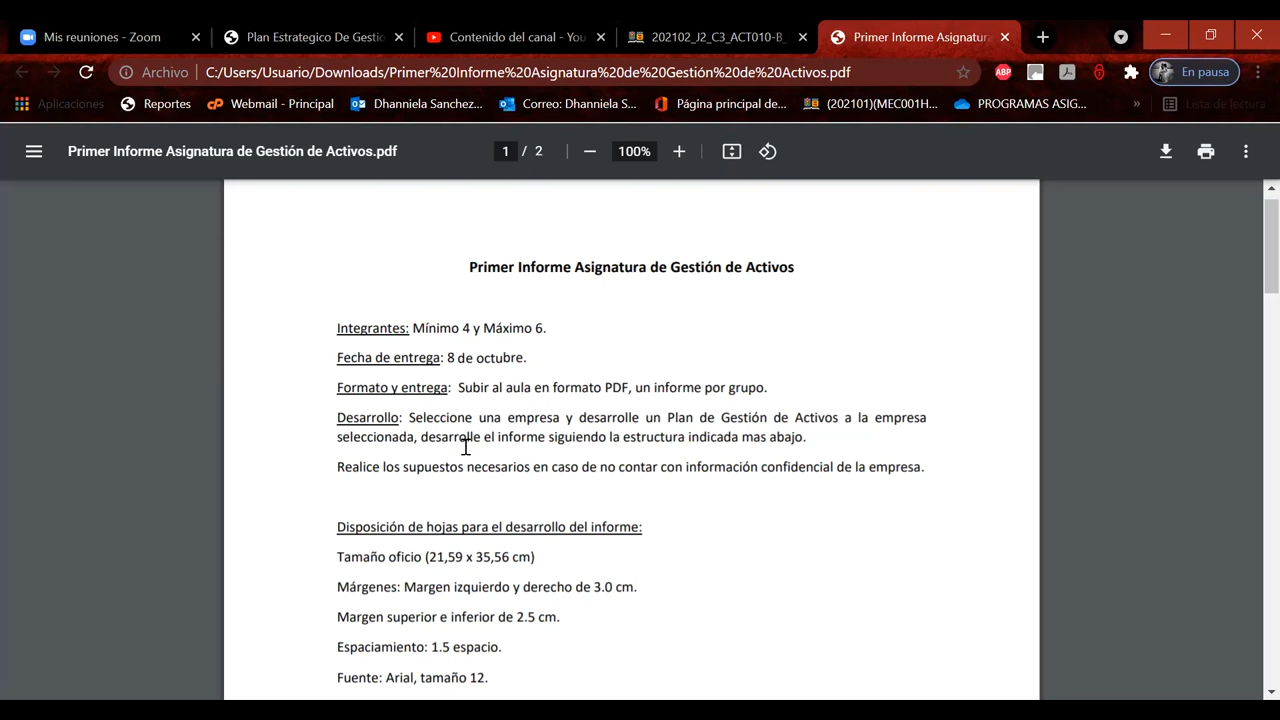 Mis reuniones - Zoom
Plan Estrategico De Gestio
Contenido del canal - You
202102_J2_C3_ACT010-B_
Primer Informe Asignatura
Archivo
C:/Users/Usuario/Downloads/Primer%20Informe%20Asignatura%20de%20Gestión%20de%20Activos.pdf
ABP
En pausa
Aplicaciones
Reportes
Webmail - Principal
Dhanniela Sanchez...
Correo: Dhanniela S...
Página principal de...
(202101)(MEC001H...
PROGRAMAS ASIG...
»
Lista de lectura
Primer Informe Asignatura de Gestión de Activos.pdf
1 / 2
100%
Primer Informe Asignatura de Gestión de Activos
Integrantes: Mínimo 4 y Máximo 6.
Fecha de entrega: 8 de octubre.
Formato y entrega: Subir al aula en formato PDF, un informe por grupo.
Desarrollo: Seleccione una empresa y desarrolle un Plan de Gestión de Activos a la empresa
seleccionada, desarrolle el informe siguiendo la estructura indicada mas abajo.
Realice los supuestos necesarios en caso de no contar con información confidencial de la empresa.
Disposición de hojas para el desarrollo del informe:
Tamaño oficio (21,59 x 35,56 cm)
Márgenes: Margen izquierdo y derecho de 3.0 cm.
Margen superior e inferior de 2.5 cm.
Espaciamiento: 1.5 espacio.
Fuente: Arial, tamaño 12.